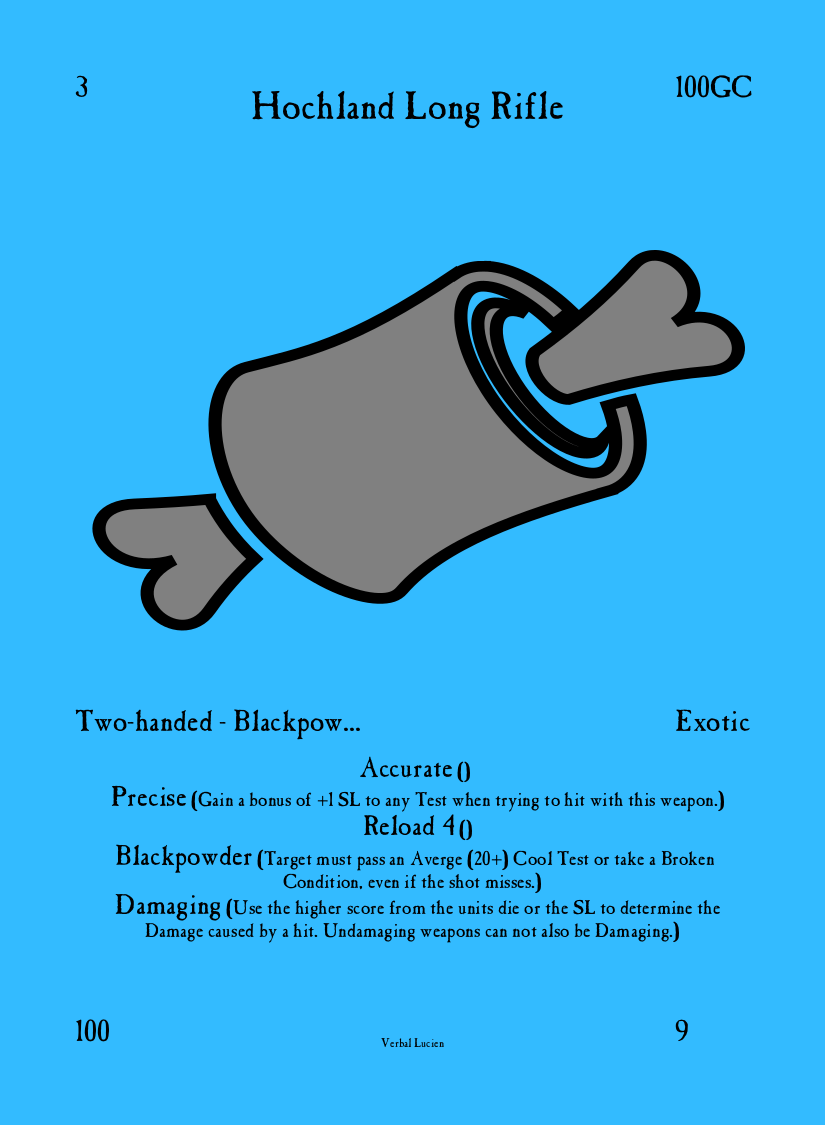 3
100GC
Hochland Long Rifle
Two-handed - Blackpow...
Exotic
Accurate ()
Precise (Gain a bonus of +1 SL to any Test when trying to hit with this weapon.)
Reload 4 ()
Blackpowder (Target must pass an Averge (20+) Cool Test or take a Broken
Condition, even if the shot misses.)
Damaging (Use the higher score from the units die or the SL to determine the
Damage caused by a hit. Undamaging weapons can not also be Damaging.)
100
Verbal Lucien
9